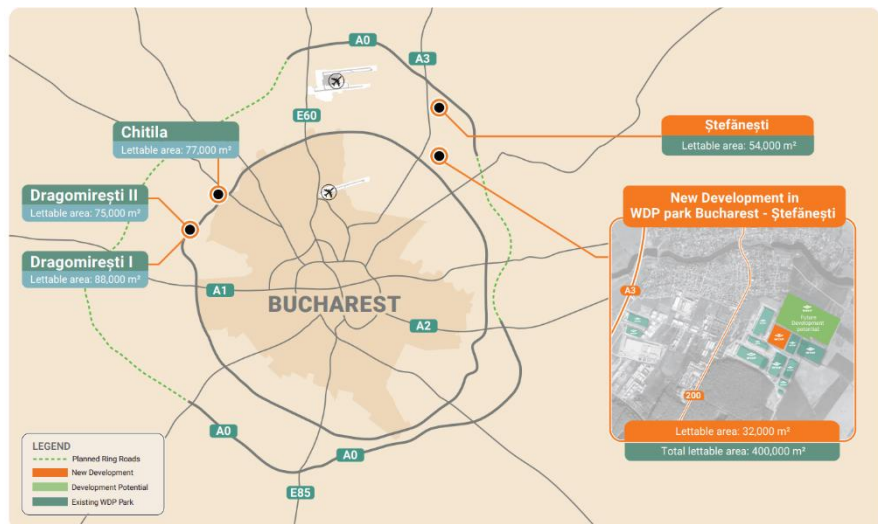 A0
A3
E60
Chitila
Lettable area: 77,000 m²
Ștefănești
Lettable area: 54,000 m²
Dragomirești II
Lettable area: 75,000 m²
New Development in
WDP park Bucharest - Ștefănești
Dragomirești I
Lettable area: 88,000 m²
A1
BUCHAREST
A2
A3
Future
Development
potential
200
A0
A0
E85
Lettable area: 32,000 m²
Total lettable area: 400,000 m²
LEGEND
Planned Ring Roads
New Development
Development Potential
Existing WDP Park